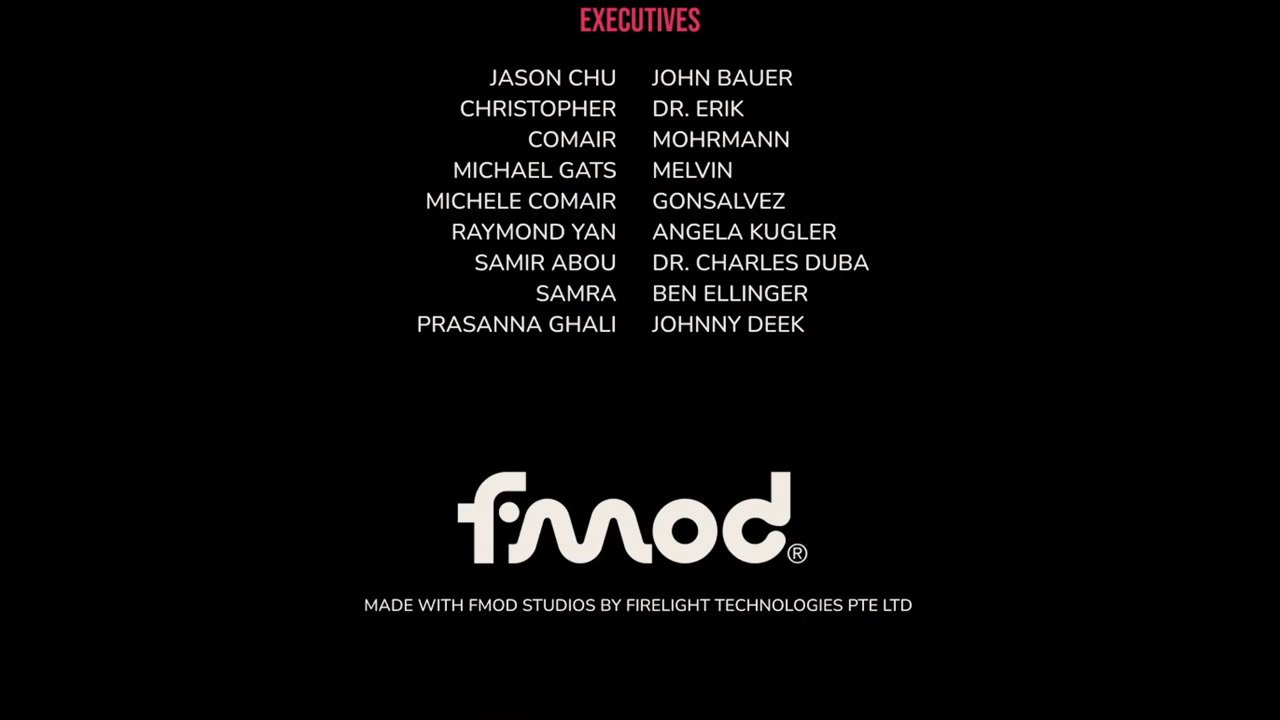 EXECUTIVES
JASON CHU JOHN BAUER
CHRISTOPHER DR. ERIK
COMAIR MOHRMANN
MICHAEL GATS MELVIN
MICHELE COMAIR GONSALVEZ
RAYMOND YAN ANGELA KUGLER
SAMIR ABOU DR. CHARLES DUBA
SAMRA BEN ELLINGER
PRASANNA GHALI JOHNNY DEEK
fmod®
MADE WITH FMOD STUDIOS BY FIRELIGHT TECHNOLOGIES PTE LTD